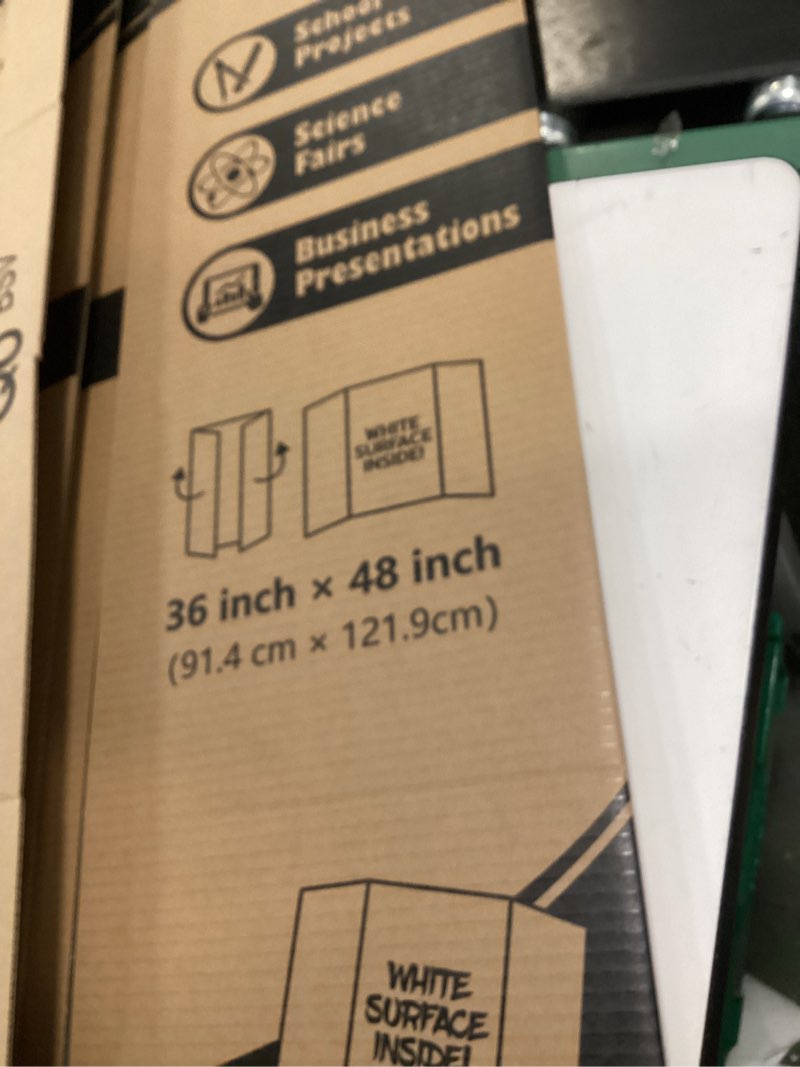 School
Projects
Science
Fairs
Business
Presentations
WHITE
SURFACE
INSIDE!
36 inch × 48 inch
(91.4 cm × 121.9cm)
WHITE
SURFACE
INSIDE!